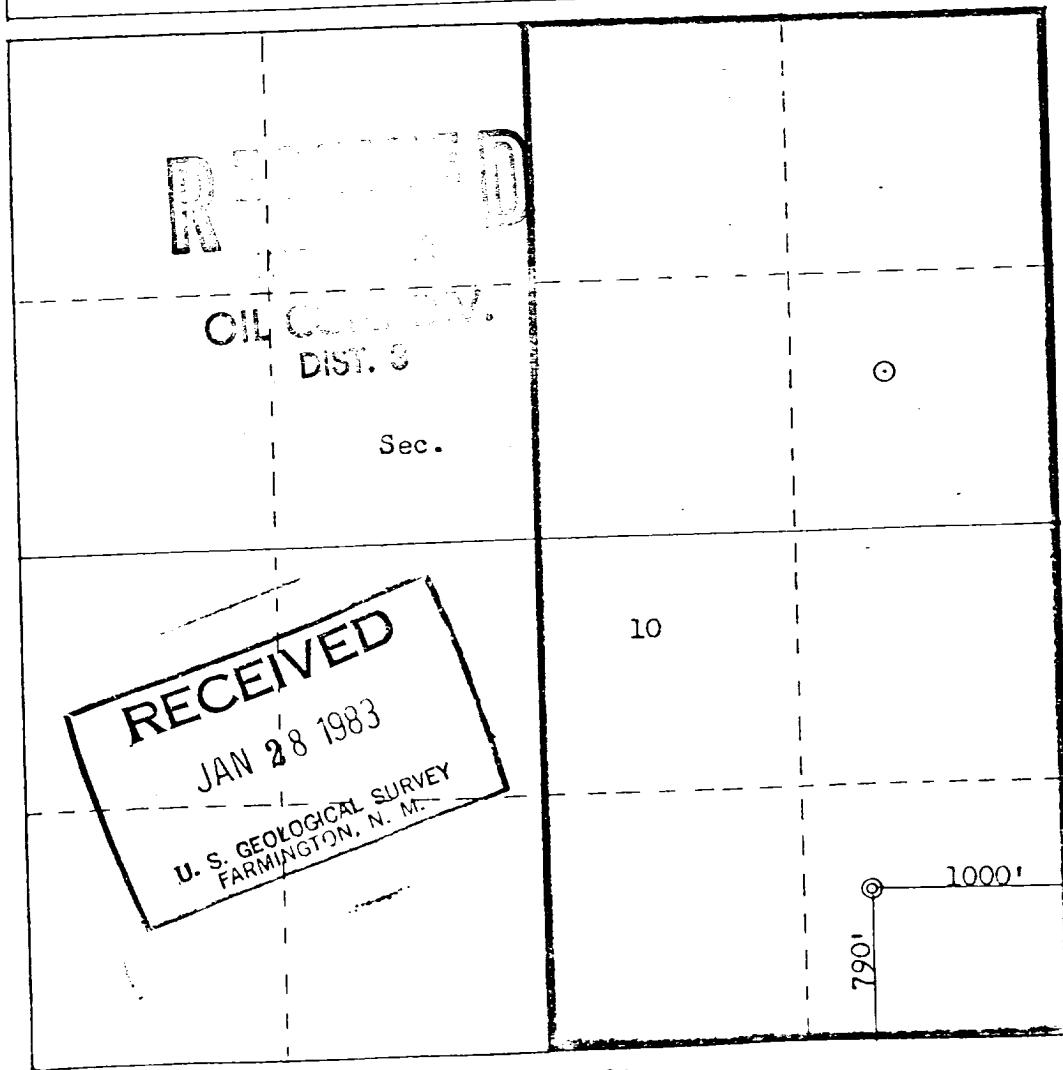 OIL
DIST. 3
Sec.
10
RECEIVED
JAN 28 1983
U. S. GEOLOGICAL SURVEY
FARMINGTON, N. M.
1000'
790'